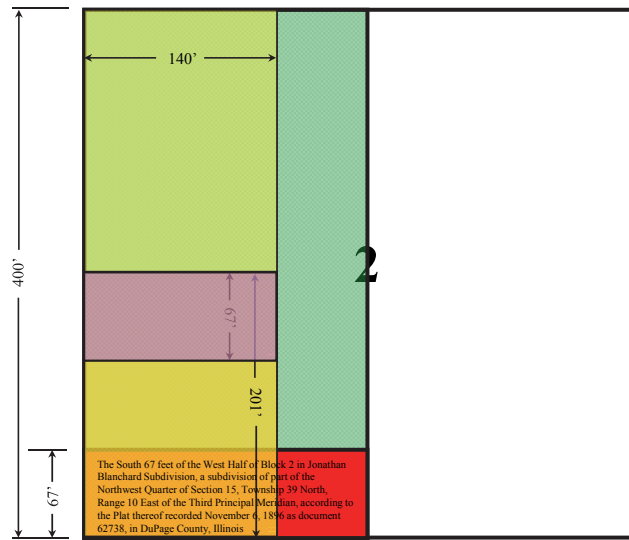 140’
400’
2
67’
201’
67’
The South 67 feet of the West Half of Block 2 in Jonathan
Blanchard Subdivision, a subdivision of part of the
Northwest Quarter of Section 15, Township 39 North,
Range 10 East of the Third Principal Meridian, according to
the Plat thereof recorded November 6, 1896 as document
62738, in DuPage County, Illinois